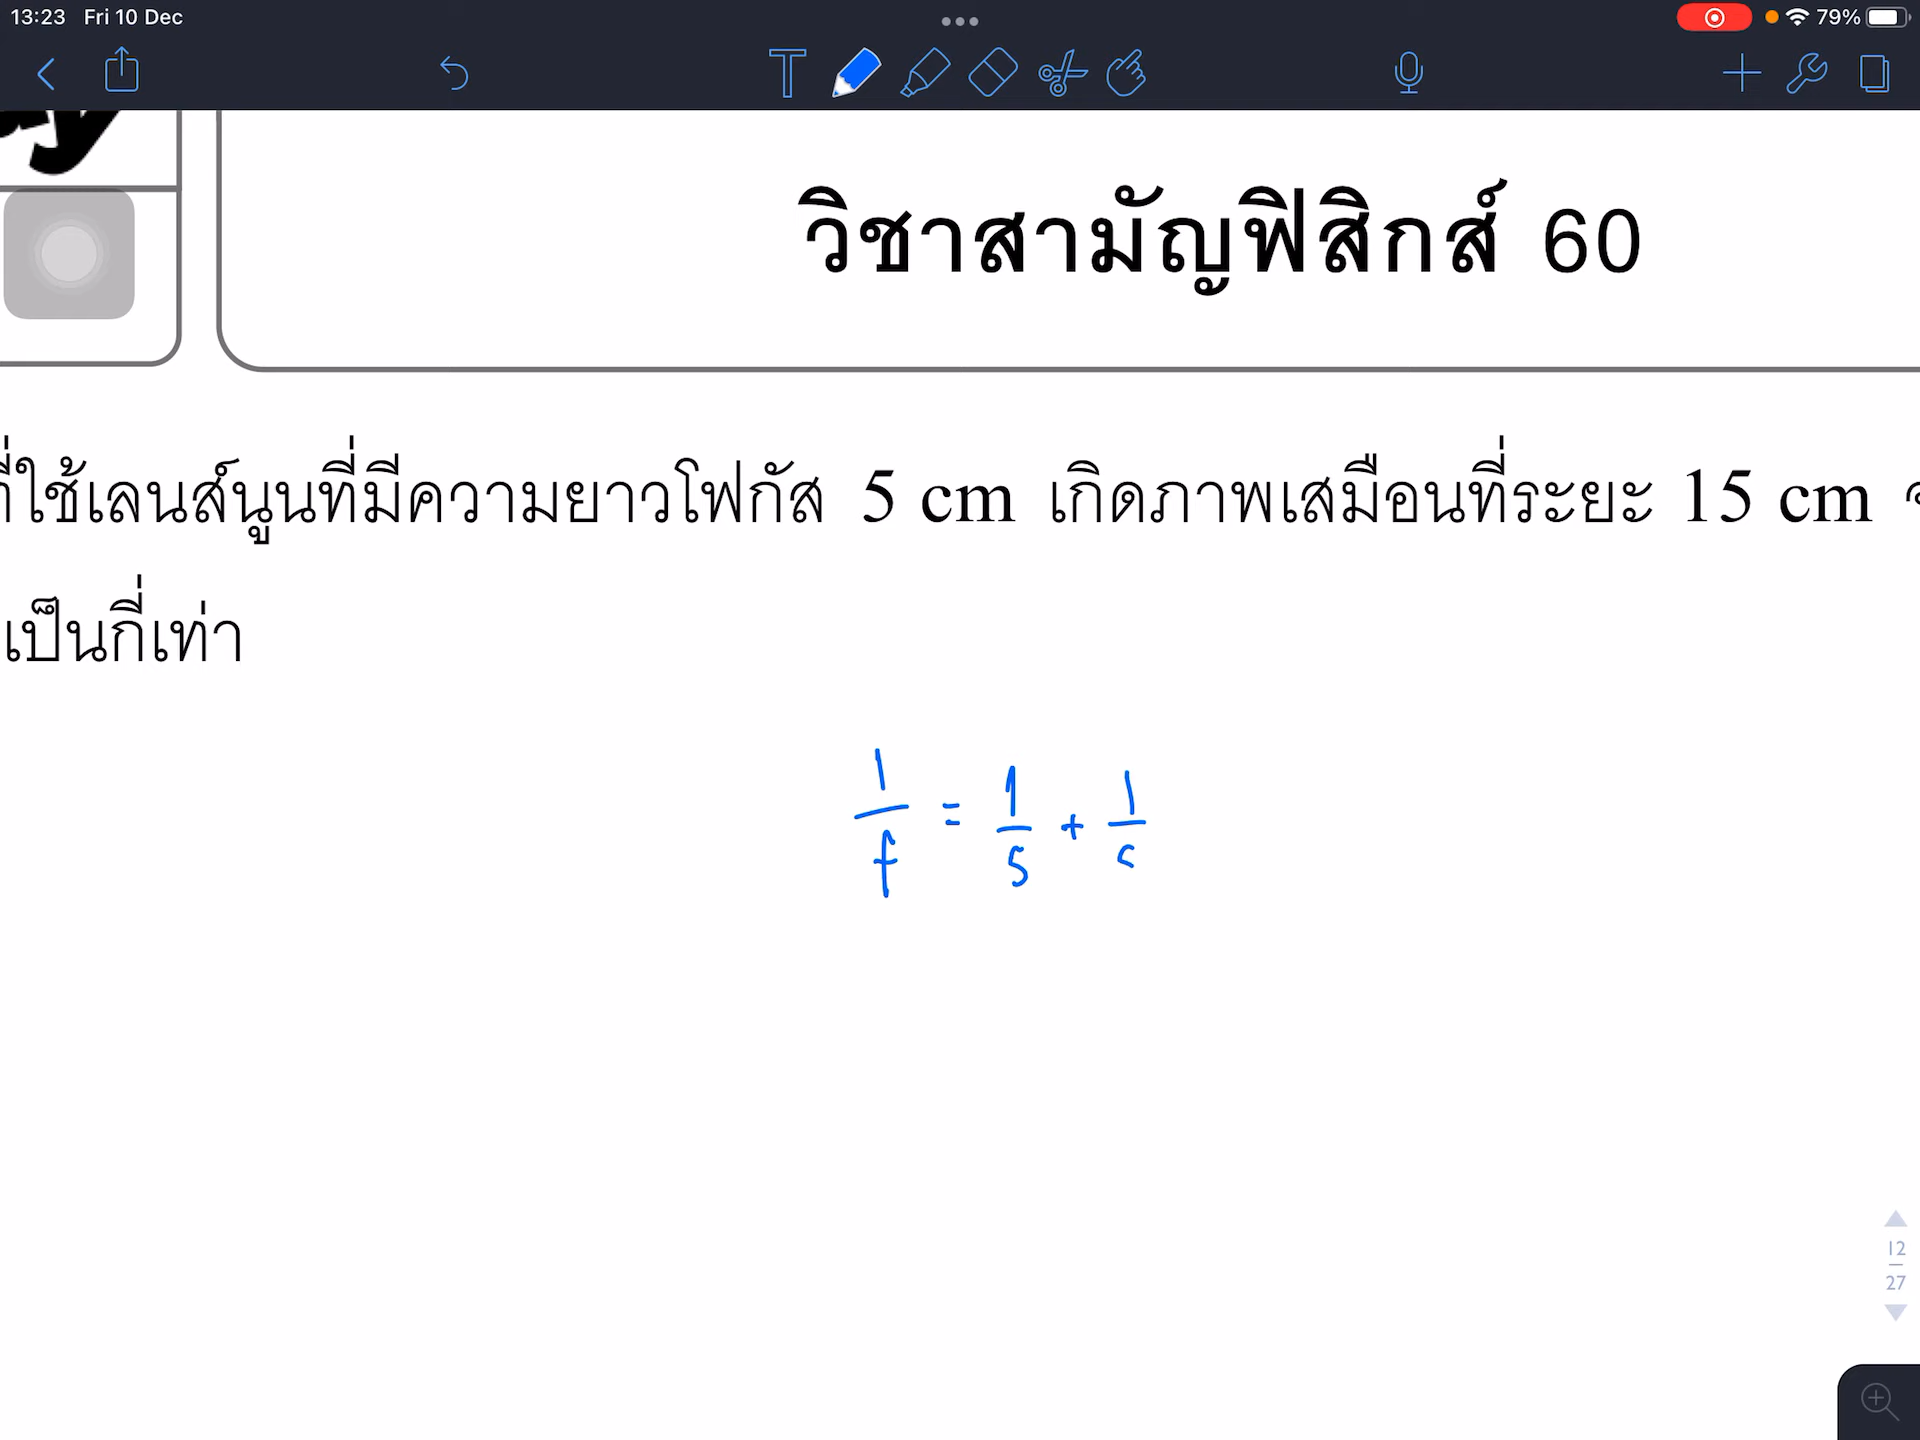 13:23 Fri 10 Dec
79%
วิชาสามัญฟิสิกส์ 60
ที่ใช้เลนส์นูนที่มีความยาวโฟกัส 5 cm เกิดภาพเสมือนที่ระยะ 15 cm
เป็นกี่เท่า
1/f = 1/s + 1/s
12
27